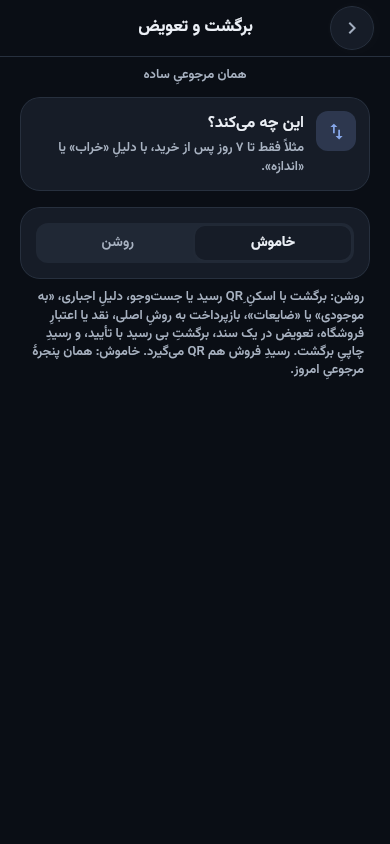 برگشت و تعویض
همان مرجوعیِ ساده
این چه می‌کند؟
مثلاً فقط تا ۷ روز پس از خرید، با دلیلِ «خراب» یا
«اندازه».
خاموش
روشن
روشن: برگشت با اسکنِ QR رسید یا جست‌وجو، دلیلِ اجباری، «به
موجودی» یا «ضایعات»، بازپرداخت به روشِ اصلی، نقد یا اعتبارِ
فروشگاه، تعویض در یک سند، برگشتِ بی رسید با تأیید، و رسیدِ
چاپیِ برگشت. رسیدِ فروش هم QR می‌گیرد. خاموش: همان پنجرهٔ
مرجوعیِ امروز.